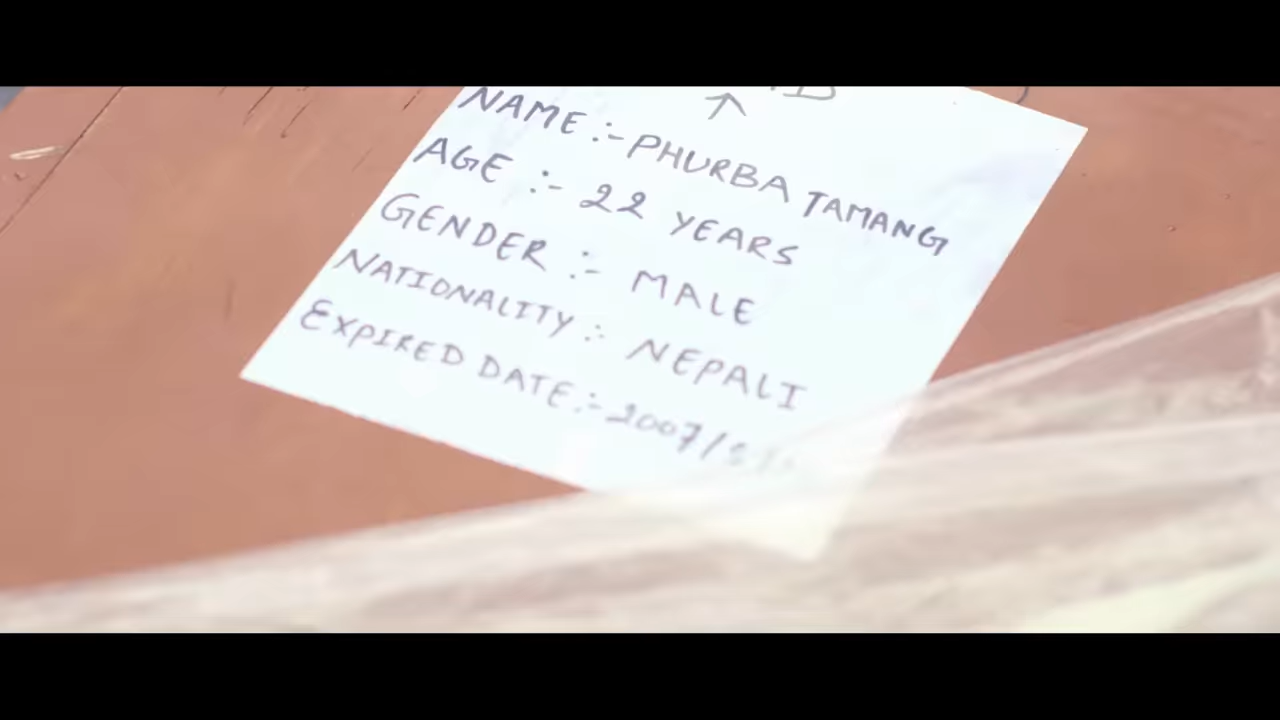 NAME :- PHURBA TAMANG
AGE :- 22 YEARS
GENDER :- MALE
NATIONALITY :- NEPALI
EXPIRED DATE :- 2007/